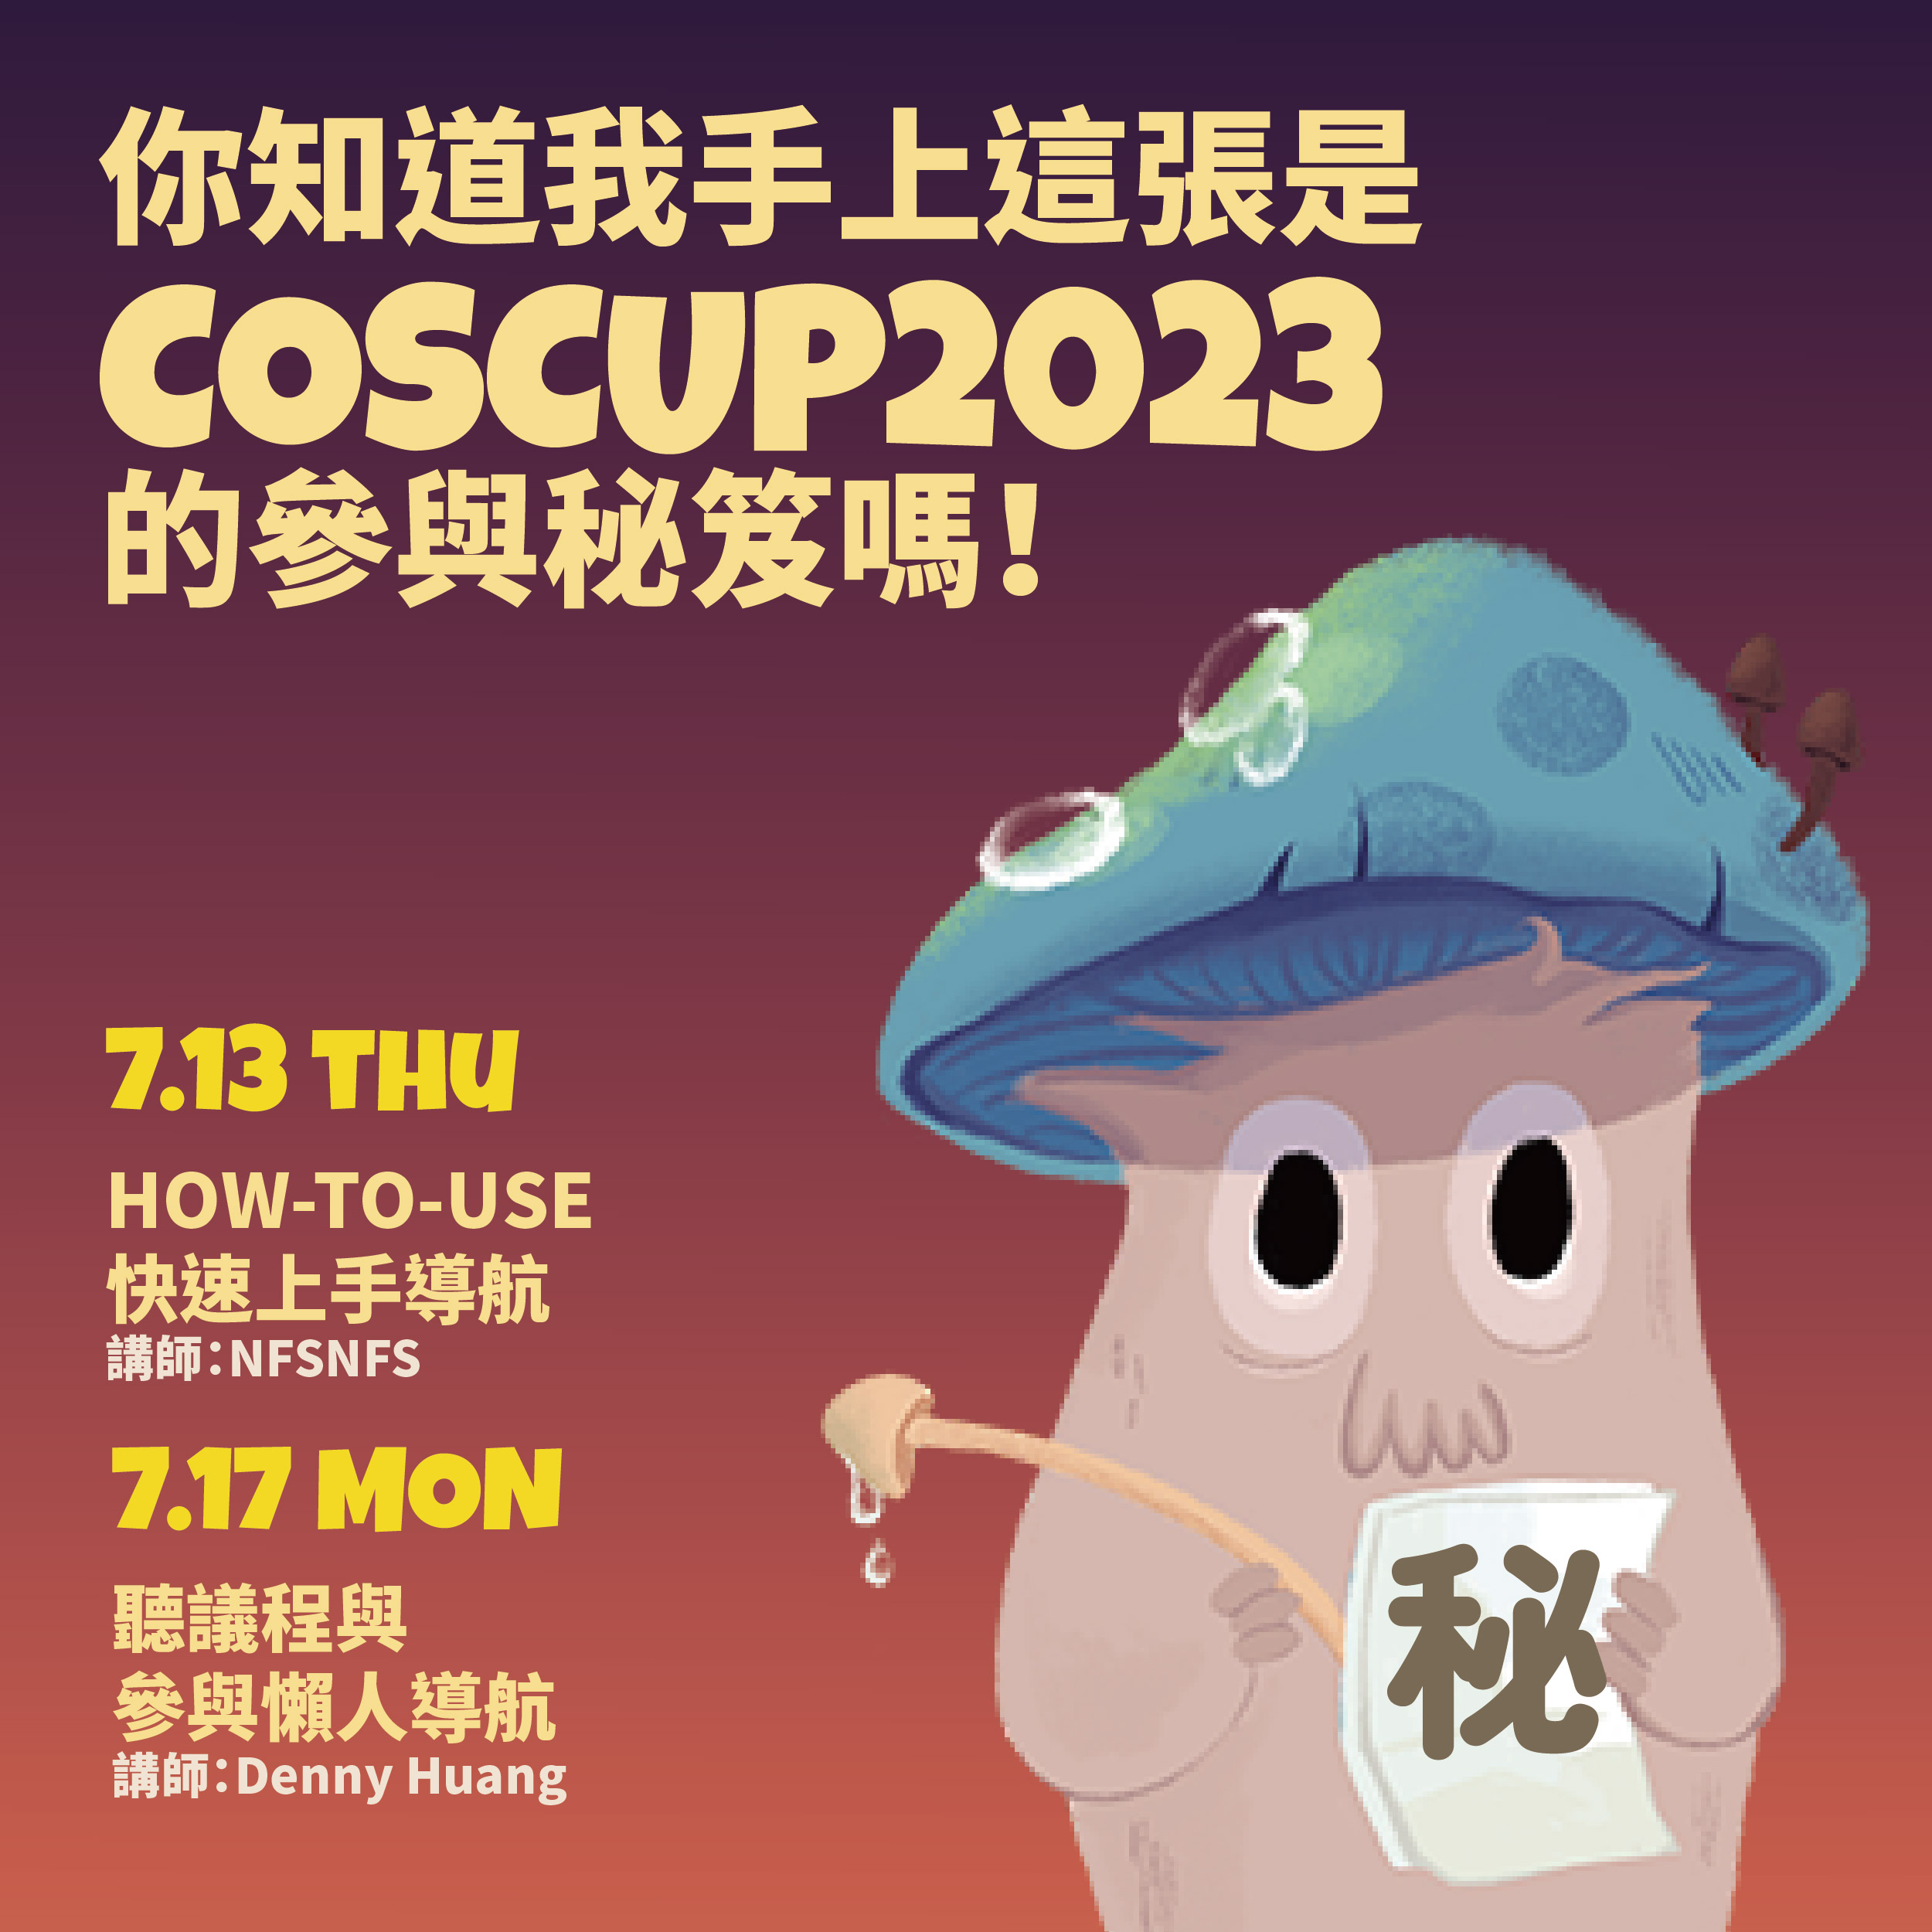 你知道我手上這張是
COSCUP2023
的參與秘笈嗎！
7.13 THU
HOW-TO-USE
快速上手導航
講師：NFSNFS
7.17 MON
聽議程與
參與懶人導航
講師：Denny Huang
秘